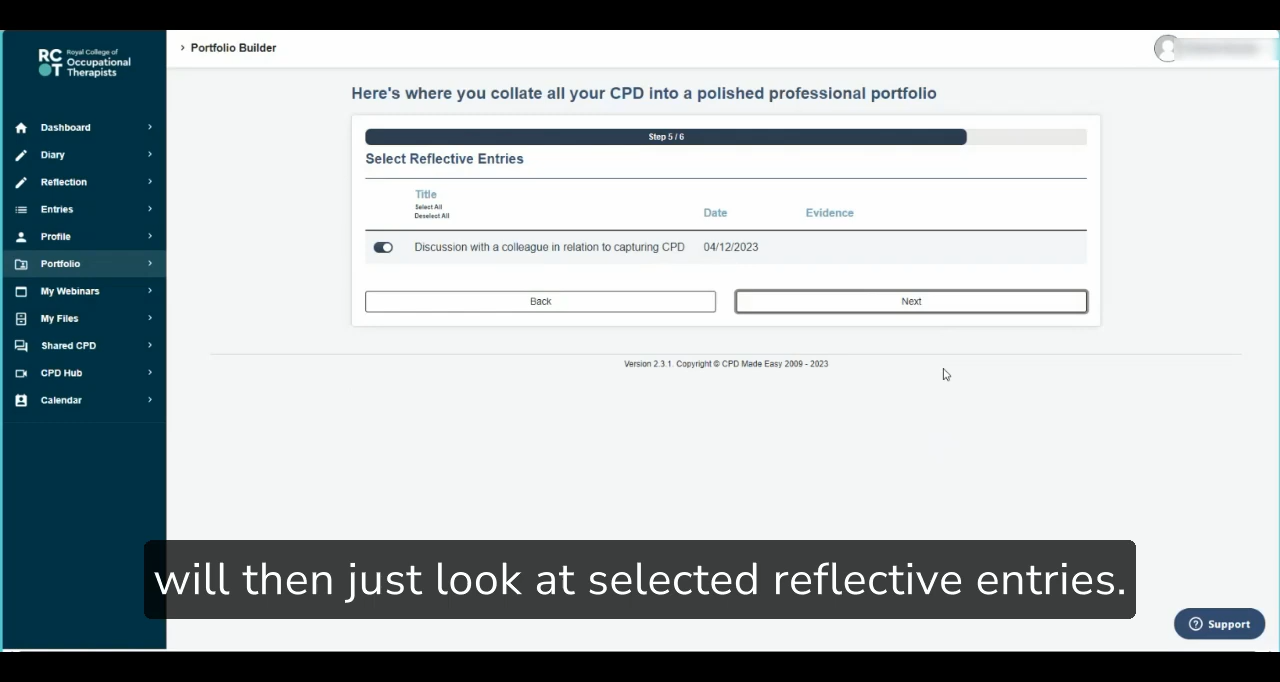 Royal College of
RC Occupational
OT Therapists
> Portfolio Builder
Dashboard
Diary
Reflection
Entries
Profile
Portfolio
My Webinars
My Files
Shared CPD
CPD Hub
Calendar
Here's where you collate all your CPD into a polished professional portfolio
Step 5 / 6
Select Reflective Entries
Title
Select All
Deselect All
Date Evidence
Discussion with a colleague in relation to capturing CPD 04/12/2023
Back Next
Version 2.3.1. Copyright © CPD Made Easy 2009 - 2023
will then just look at selected reflective entries.
Support